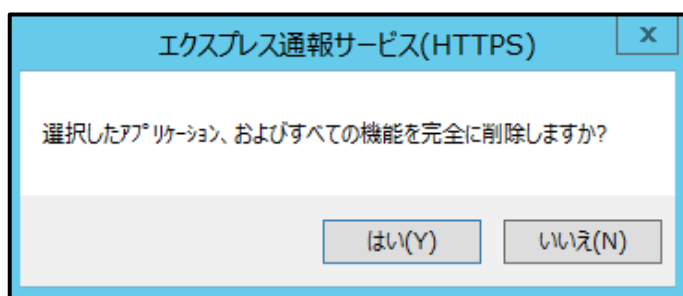 エクスプレス通報サービス(HTTPS)
x
選択したｱﾌﾟﾘｹｰｼｮﾝ、およびすべての機能を完全に削除しますか?
はい(Y)
いいえ(N)